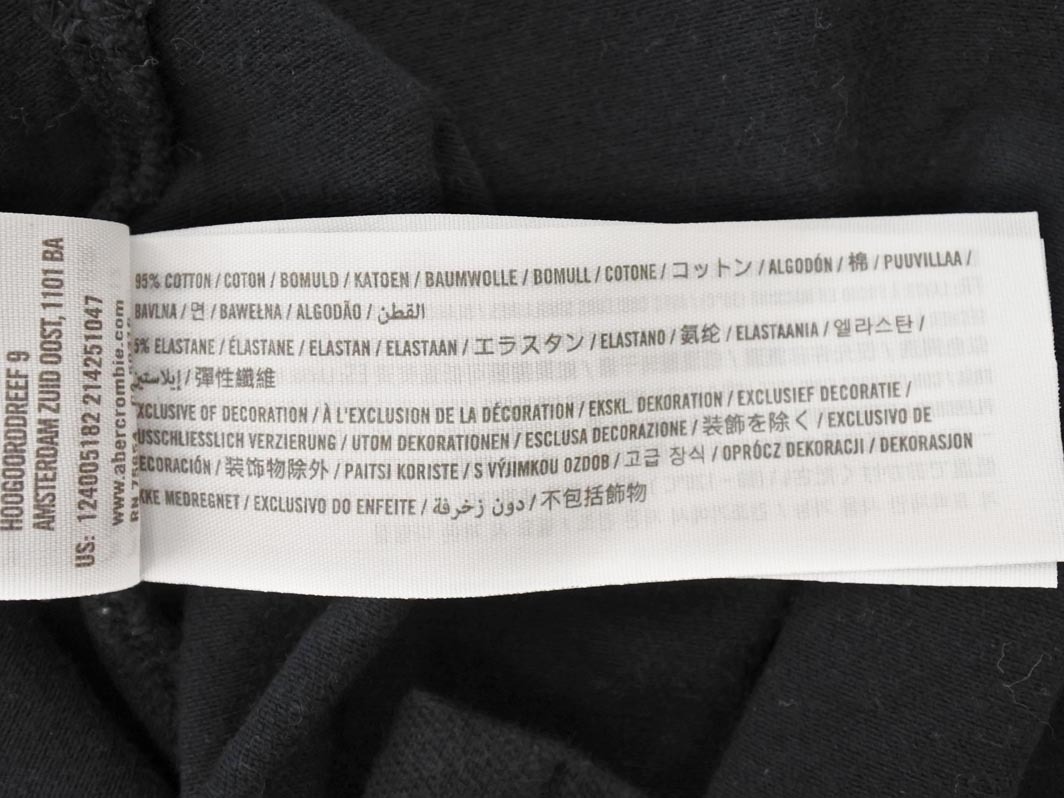 HOOGOORDDREEF 9
AMSTERDAM ZUID OOST, 1101 BA
US: 1240051182 214251047
www.abercrombie.com
95% COTTON / COTON / BOMULD / KATOEN / BAUMWOLLE / BOMULL / COTONE / コットン / ALGODÓN / 棉 / PUUVILLAA /
BAVLNA / 면 / BAWEŁNA / ALGODÃO / القطن
5% ELASTANE / ÉLASTANE / ELASTAN / ELASTAAN / エラスタン / ELASTANO / 氨纶 / ELASTAANIA / 엘라스탄 /
/ 彈性纖維
EXCLUSIVE OF DECORATION / À L'EXCLUSION DE LA DÉCORATION / EKSKL. DEKORATION / EXCLUSIEF DECORATIE /
USSCHLIESSLICH VERZIERUNG / UTOM DEKORATIONEN / ESCLUSA DECORAZIONE / 装飾を除く / EXCLUSIVO DE
ECORACIÓN / 装饰物除外 / PAITSI KORISTE / S VÝJIMKOU OZDOB / 고급 장식 / OPRÓCZ DEKORACJI / DEKORASJON
KKE MEDREGNET / EXCLUSIVO DO ENFEITE / دون زخرفة / 不包括飾物